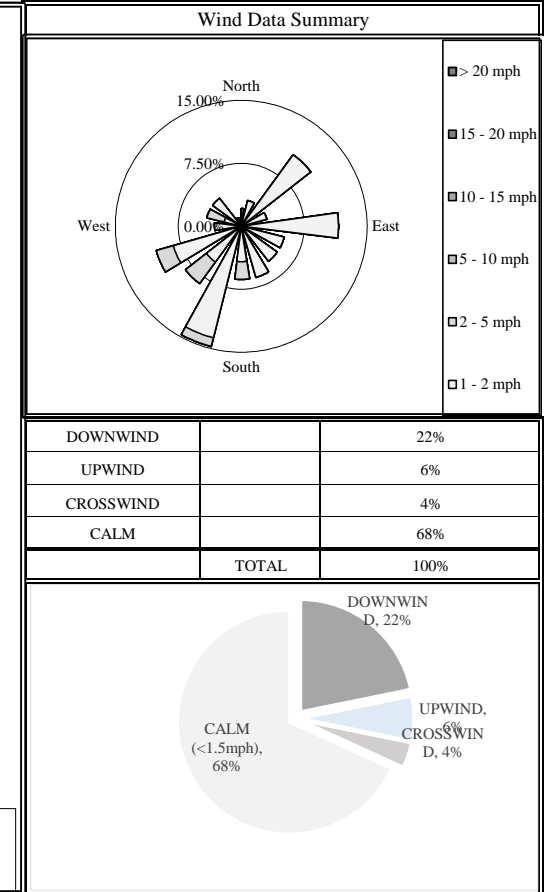 Wind Data Summary
North
15.00%
7.50%
West
0.00%
East
South
> 20 mph
15 - 20 mph
10 - 15 mph
5 - 10 mph
2 - 5 mph
1 - 2 mph
DOWNWIND 22%
UPWIND 6%
CROSSWIND 4%
CALM 68%
TOTAL 100%
DOWNWIN
D, 22%
UPWIND,
6%
CROSSWIN
D, 4%
CALM
(<1.5mph),
68%